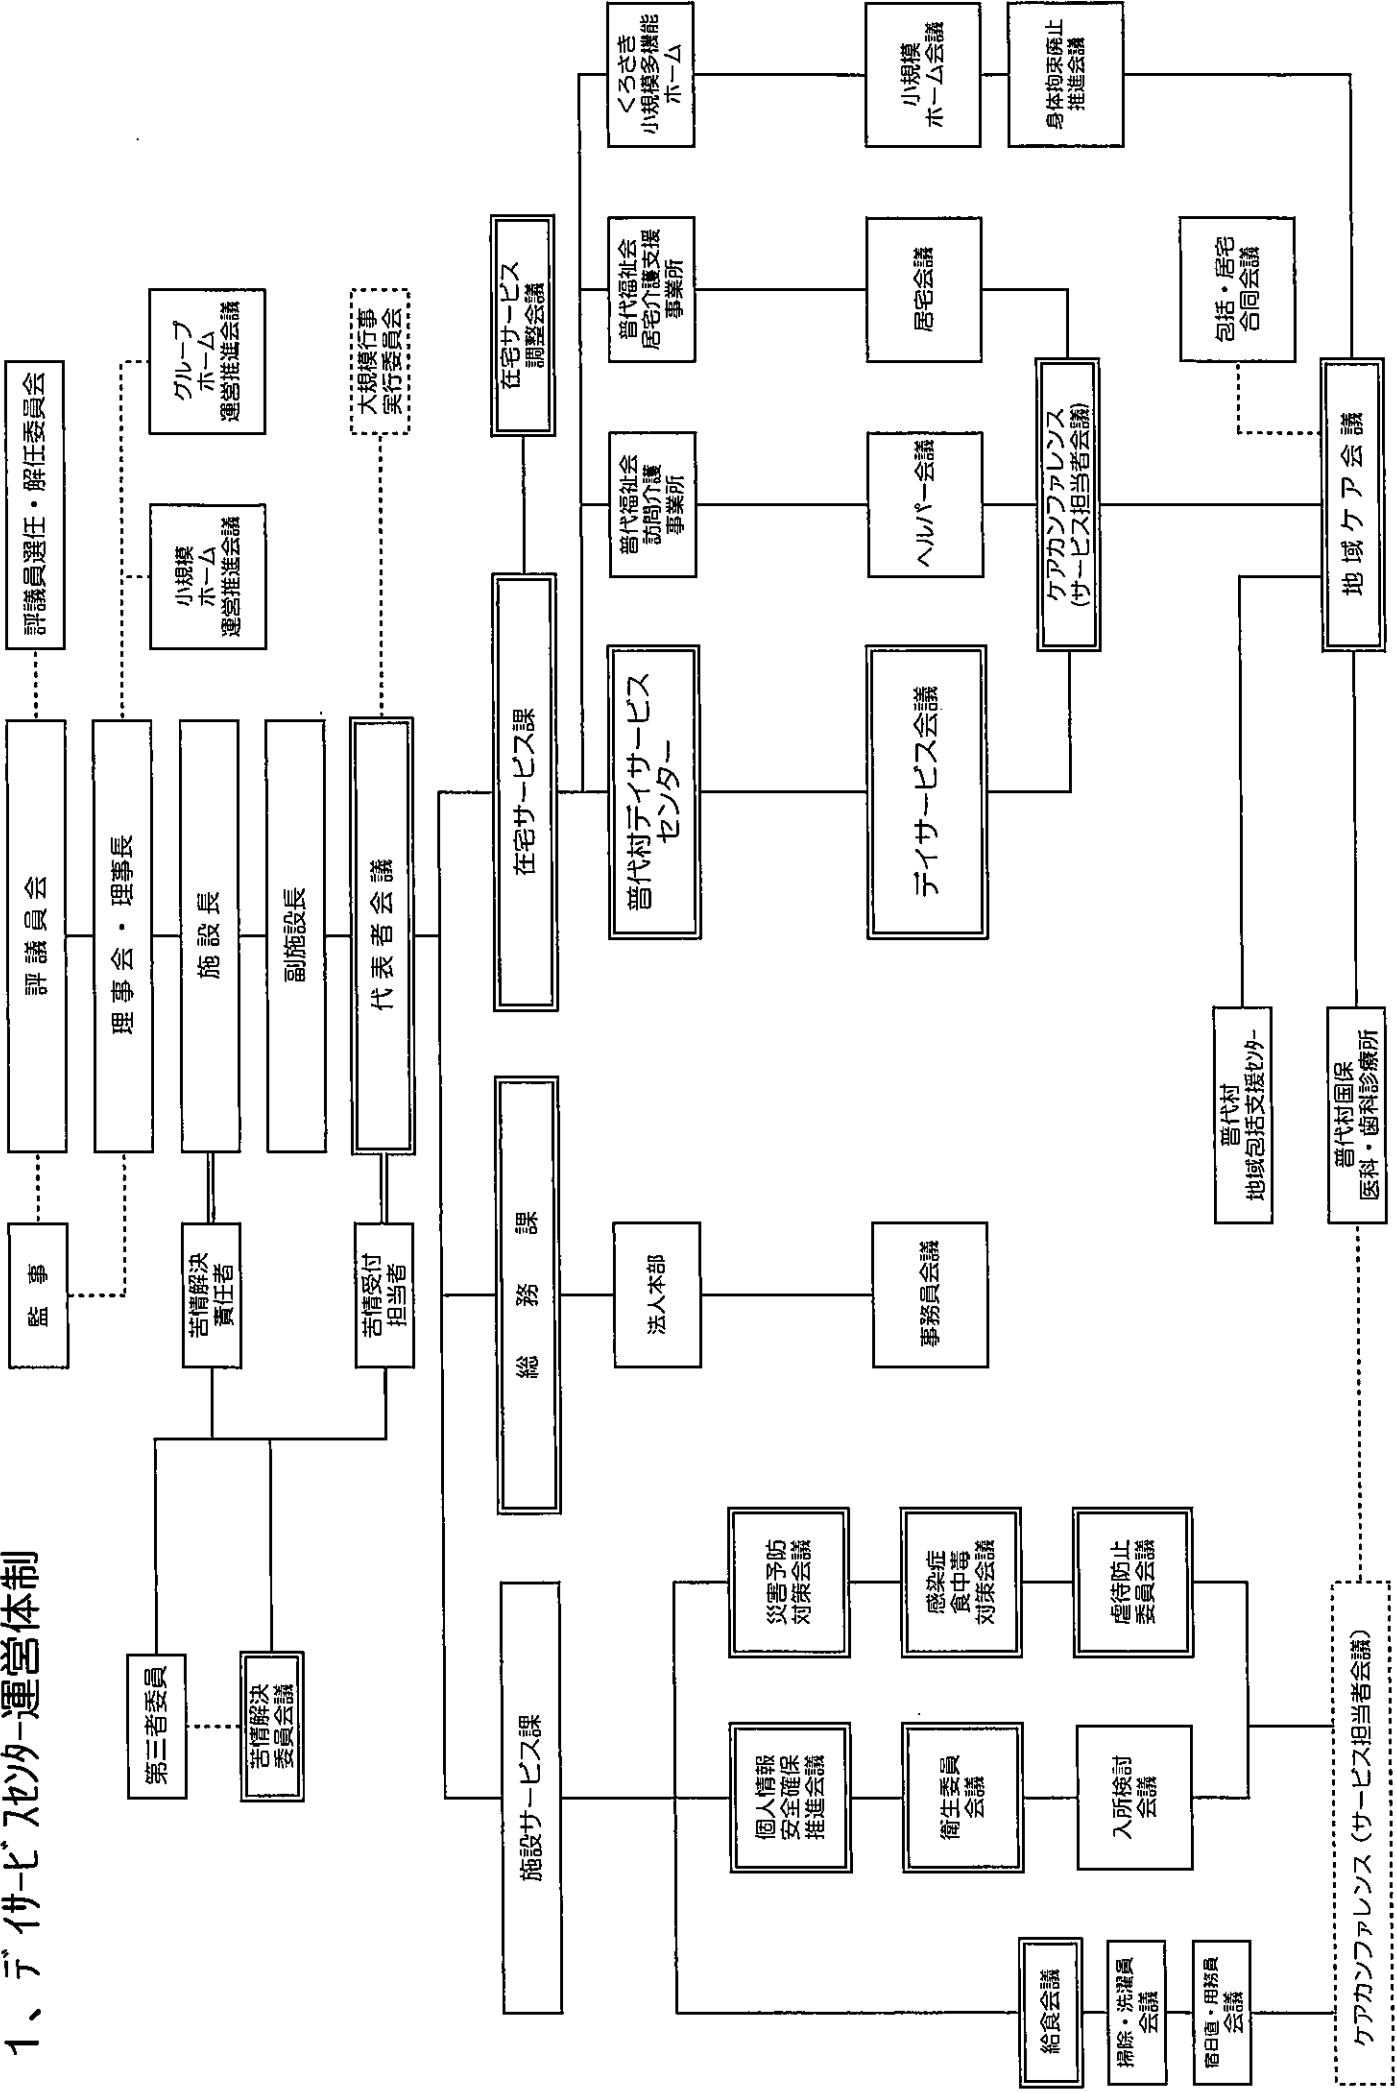 1、デイサービスセンター運営体制
評議員会
評議員選任・解任委員会
監事
理事会・理事長
小規模
ホーム
運営推進会議
グループ
ホーム
運営推進会議
施設長
副施設長
代表者会議
大規模行事
実行委員会
苦情解決
責任者
苦情受付
担当者
第三者委員
苦情解決
委員会議
施設サービス課
総務課
在宅サービス課
在宅サービス
調整会議
法人本部
普代村デイサービス
センター
普代福祉会
訪問介護
事業所
普代福祉会
居宅介護支援
事業所
くろさき
小規模多機能
ホーム
個人情報
安全確保
推進会議
災害予防
対策会議
衛生委員
会議
感染症
食中毒
対策会議
事務員会議
デイサービス会議
ヘルパー会議
居宅会議
小規模
ホーム会議
身体拘束廃止
推進会議
給食会議
掃除・洗濯員
会議
宿日直・用務員
会議
入所検討
会議
虐待防止
委員会議
ケアカンファレンス
(サービス担当者会議)
普代村
地域包括支援センター
包括・居宅
合同会議
ケアカンファレンス(サービス担当者会議)
普代村国保
医科・歯科診療所
地域ケア会議